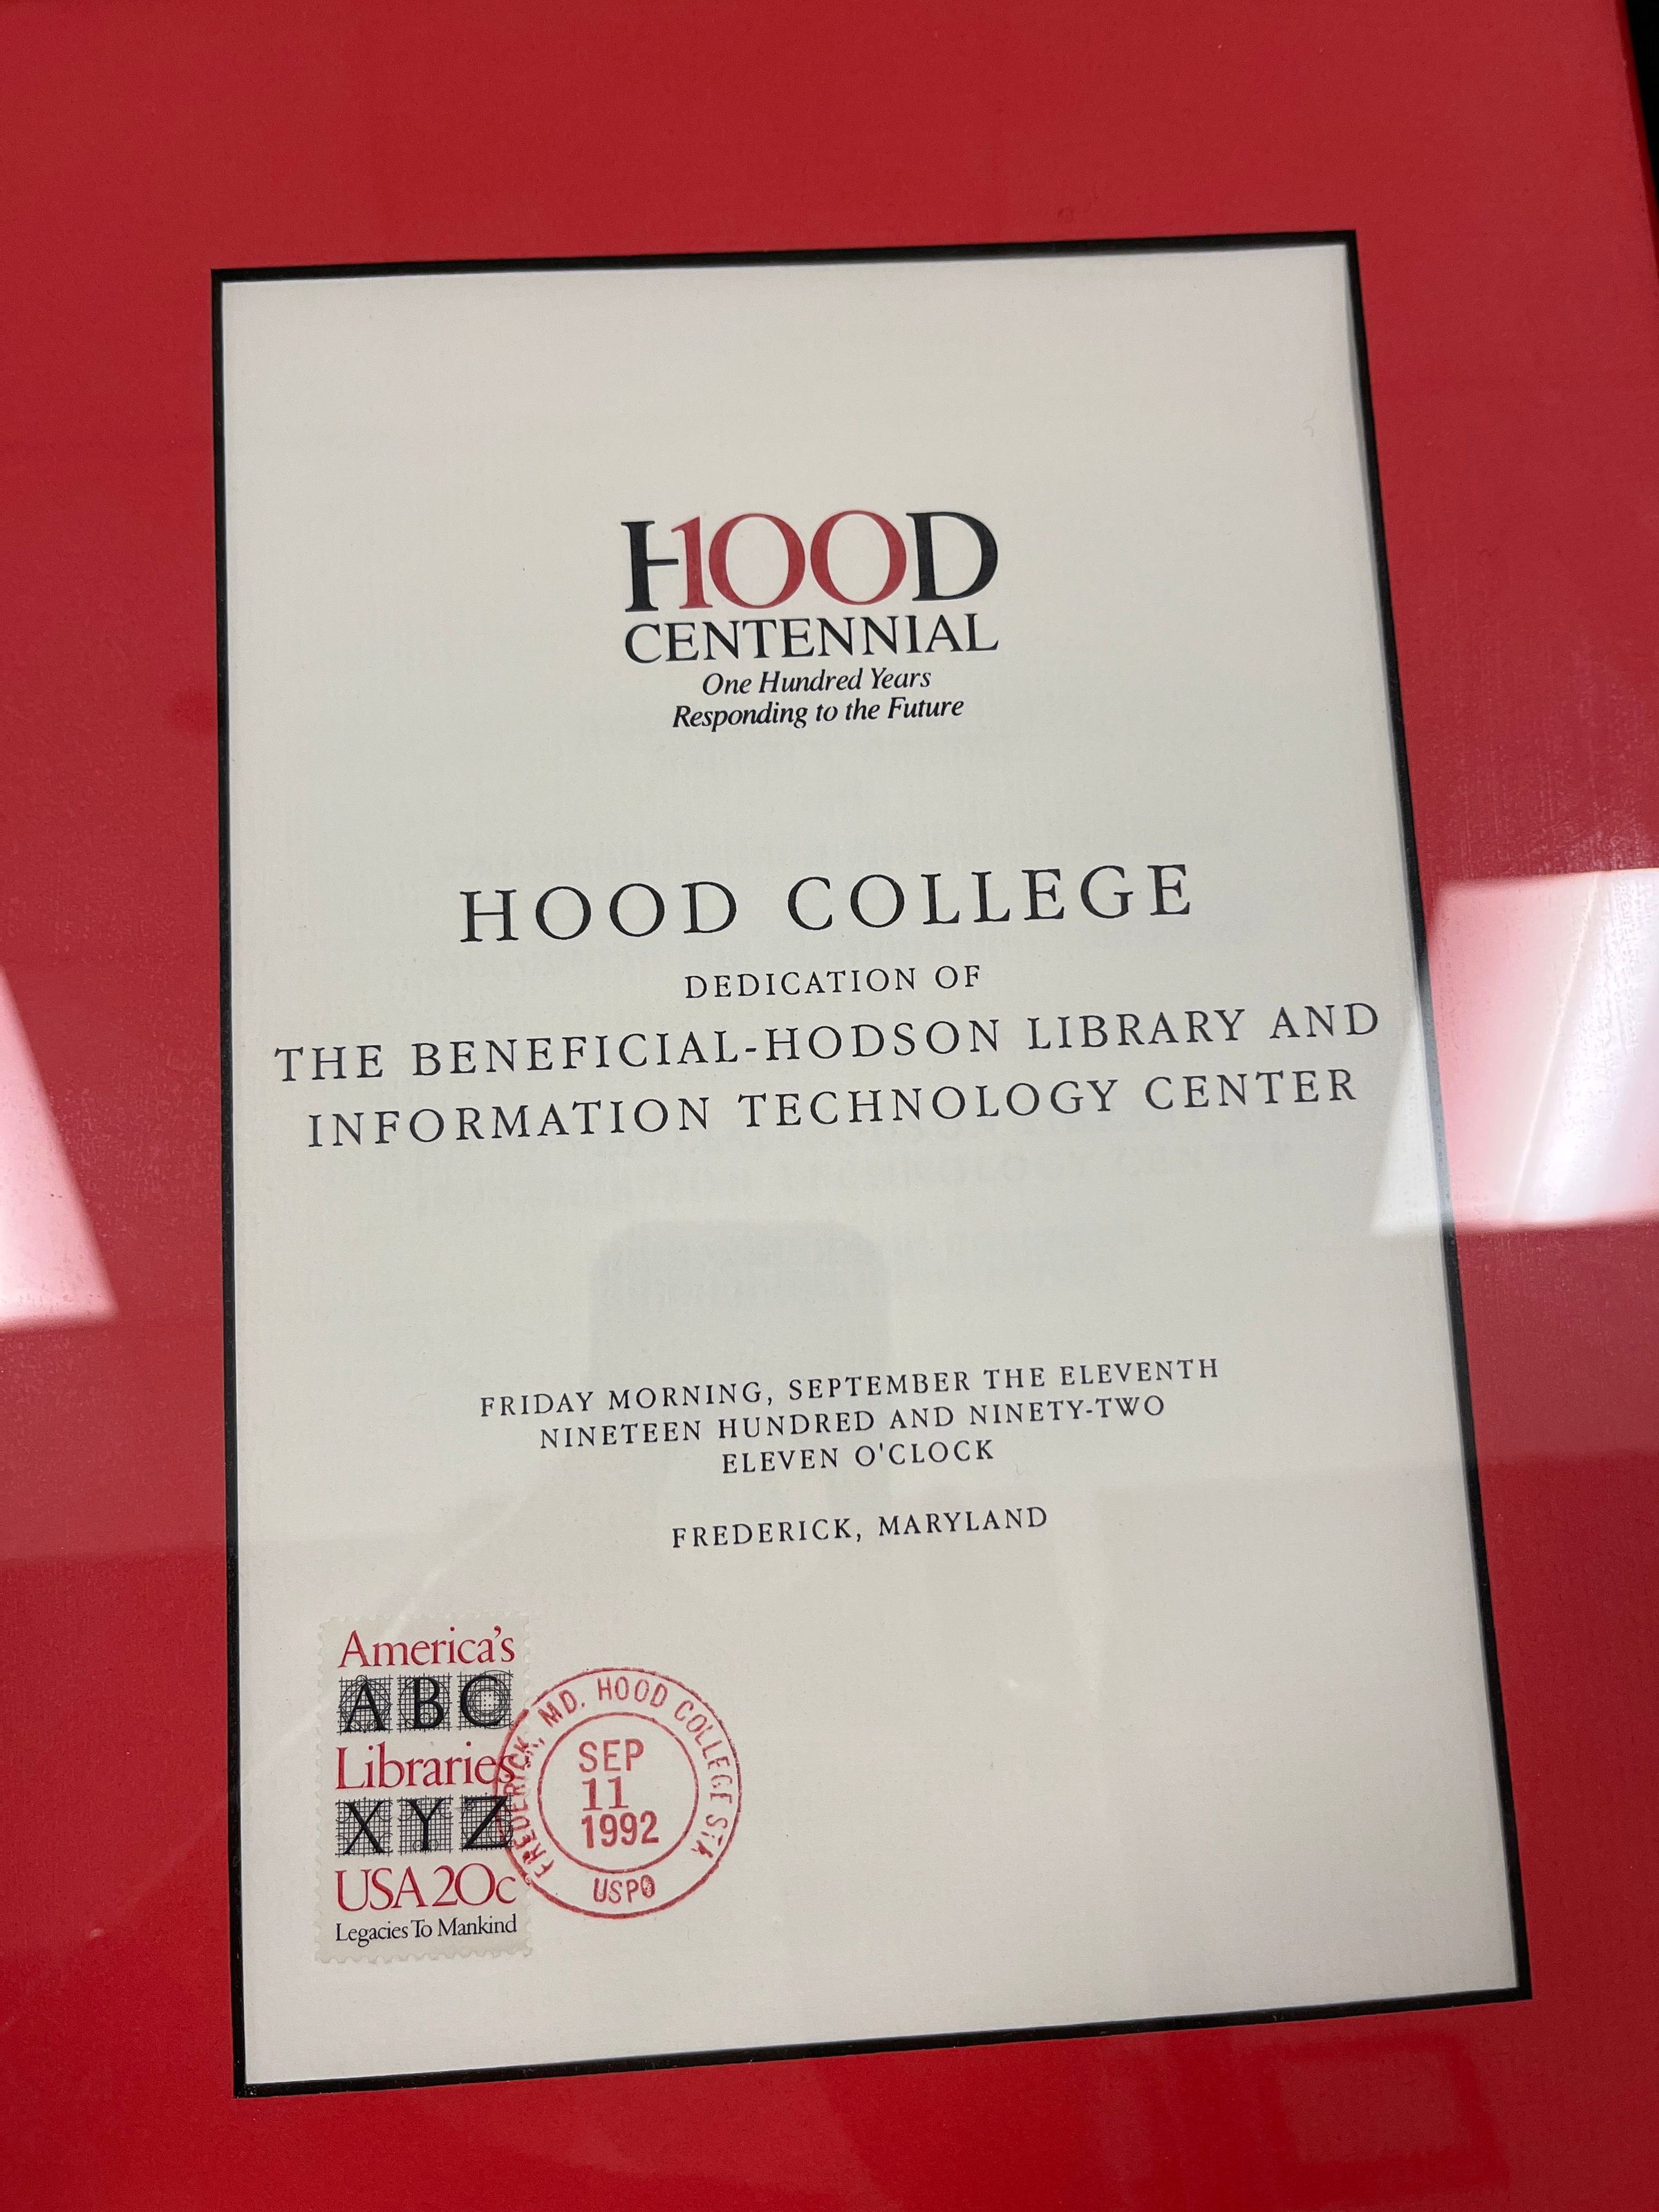 H100D
CENTENNIAL
One Hundred Years
Responding to the Future
HOOD COLLEGE
DEDICATION OF
THE BENEFICIAL-HODSON LIBRARY AND
INFORMATION TECHNOLOGY CENTER
FRIDAY MORNING, SEPTEMBER THE ELEVENTH
NINETEEN HUNDRED AND NINETY-TWO
ELEVEN O'CLOCK
FREDERICK, MARYLAND
America's
ABC
Libraries
XYZ
USA 20c
Legacies To Mankind
FREDERICK, MD. HOOD COLLEGE STA.
SEP
11
1992
USPO